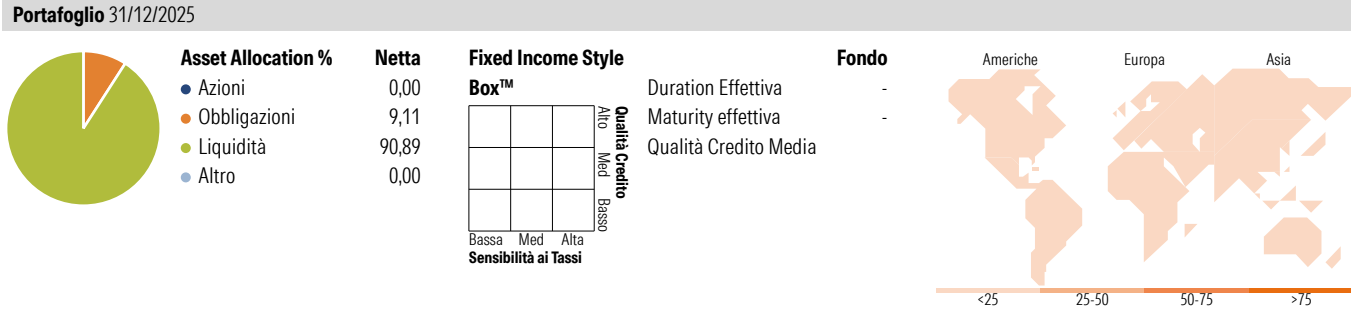 Portafoglio 31/12/2025
Asset Allocation % Netta
Azioni 0,00
Obbligazioni 9,11
Liquidità 90,89
Altro 0,00
Fixed Income Style
Box™
Alto Med Basso
Qualità Credito
Bassa Med Alta
Sensibilità ai Tassi
Fondo
Duration Effettiva -
Maturity effettiva -
Qualità Credito Media
Americhe Europa Asia
<25 25-50 50-75 >75